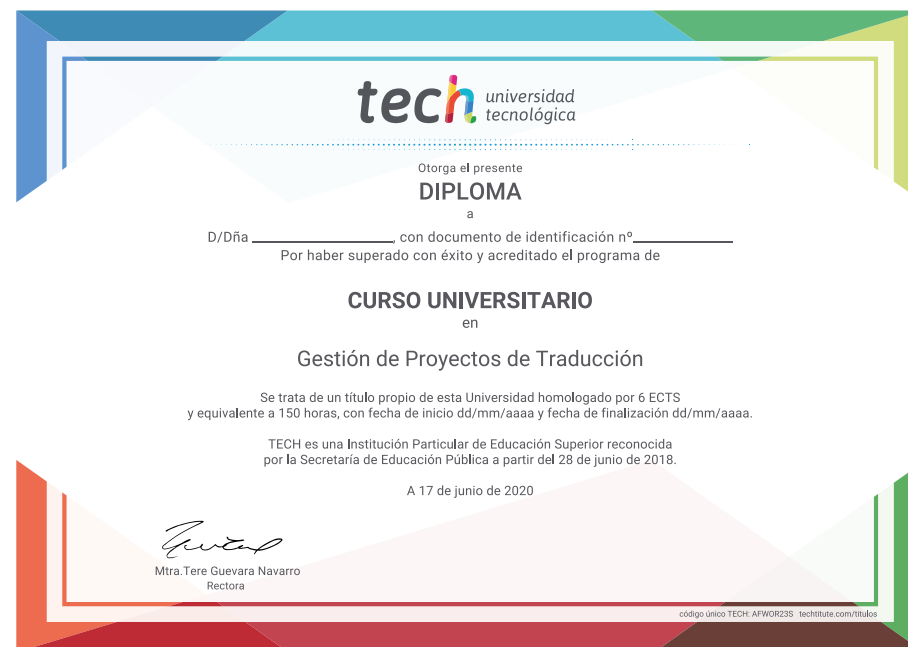 tech universidad
tecnológica
Otorga el presente
DIPLOMA
a
D/Dña , con documento de identificación nº
Por haber superado con éxito y acreditado el programa de
CURSO UNIVERSITARIO
en
Gestión de Proyectos de Traducción
Se trata de un título propio de esta Universidad homologado por 6 ECTS
y equivalente a 150 horas, con fecha de inicio dd/mm/aaaa y fecha de finalización dd/mm/aaaa.
TECH es una Institución Particular de Educación Superior reconocida
por la Secretaría de Educación Pública a partir del 28 de junio de 2018.
A 17 de junio de 2020
Mtra.Tere Guevara Navarro
Rectora
código único TECH: AFWOR23S techtitute.com/titulos